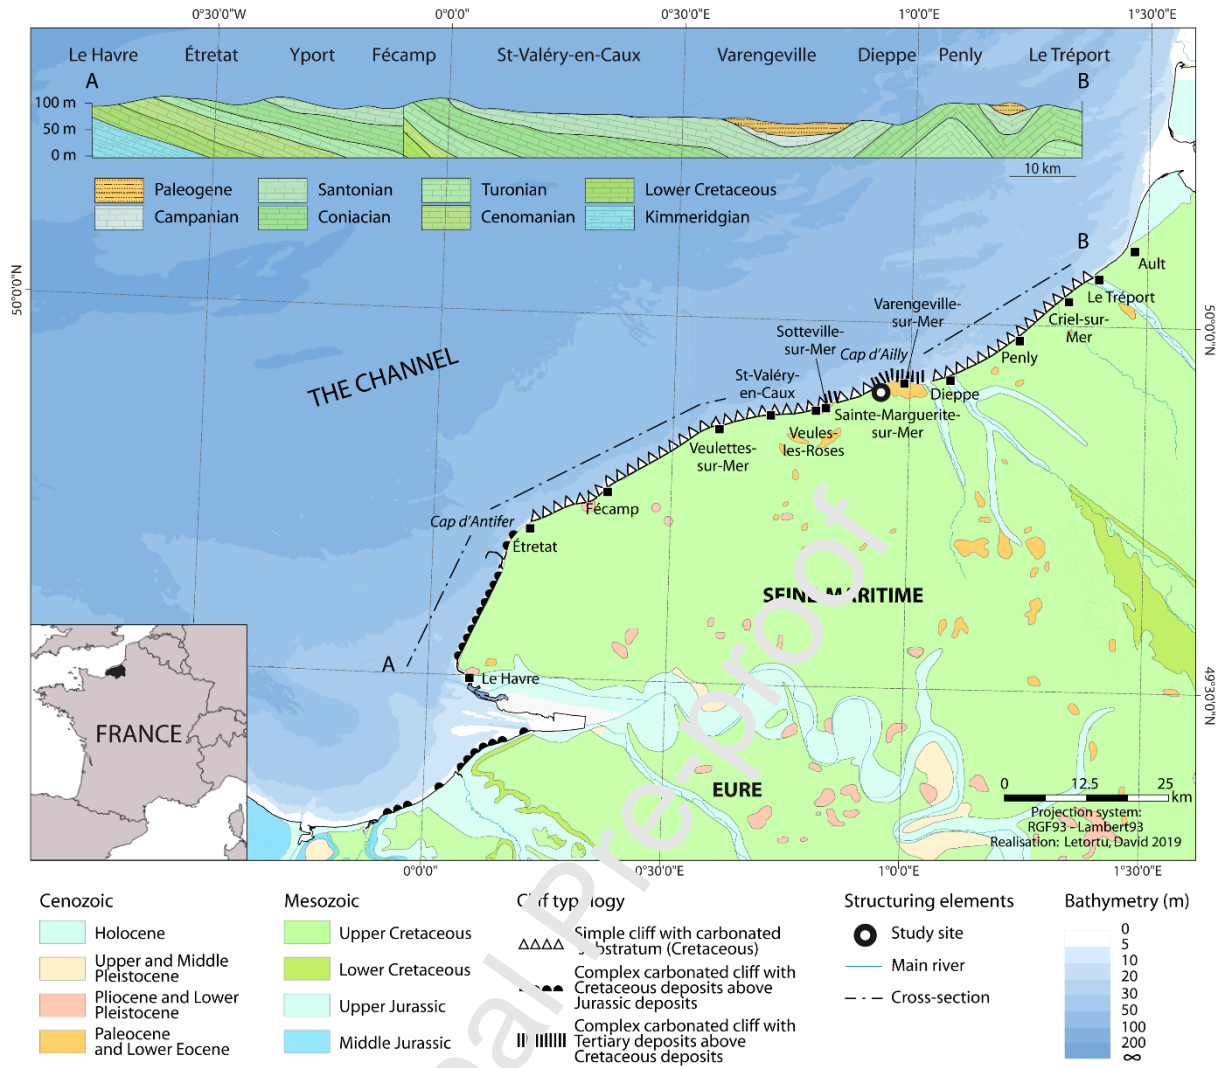 0°30'0"W
0°0'0"
0°30'0"E
1°0'0"E
1°30'0"E
Le Havre
Étretat
Yport
Fécamp
St-Valéry-en-Caux
Varengeville
Dieppe
Penly
Le Tréport
A
B
100 m
50 m
0 m
10 km
Paleogene
Santonian
Turonian
Lower Cretaceous
Campanian
Coniacian
Cenomanian
Kimmeridgian
B
Ault
50°0'0"N
Le Tréport
50°0'0"N
Varengeville-
sur-Mer
Criel-sur-
Mer
Sotteville-
sur-Mer
Cap d'Ailly
Penly
THE CHANNEL
St-Valéry-
en-Caux
Dieppe
Sainte-Marguerite-
sur-Mer
Veules-
les-Roses
Veulettes-
sur-Mer
Fécamp
Cap d'Antifer
Étretat
SEINE-MARITIME
A
Le Havre
49°30'0"N
FRANCE
EURE
0
12.5
25
km
Projection system:
RGF93 - Lambert93
Realisation: Letortu, David 2019
0°0'0"
0°30'0"E
1°0'0"E
1°30'0"E
Cenozoic
Holocene
Upper and Middle
Pleistocene
Pliocene and Lower
Pleistocene
Paleocene
and Lower Eocene
Mesozoic
Upper Cretaceous
Lower Cretaceous
Upper Jurassic
Middle Jurassic
Cliff typology
Simple cliff with carbonated
substratum (Cretaceous)
Complex carbonated cliff with
Cretaceous deposits above
Jurassic deposits
Complex carbonated cliff with
Tertiary deposits above
Cretaceous deposits
Structuring elements
Study site
Main river
Cross-section
Bathymetry (m)
0
5
10
20
30
50
100
200
∞
nal Pre-proof